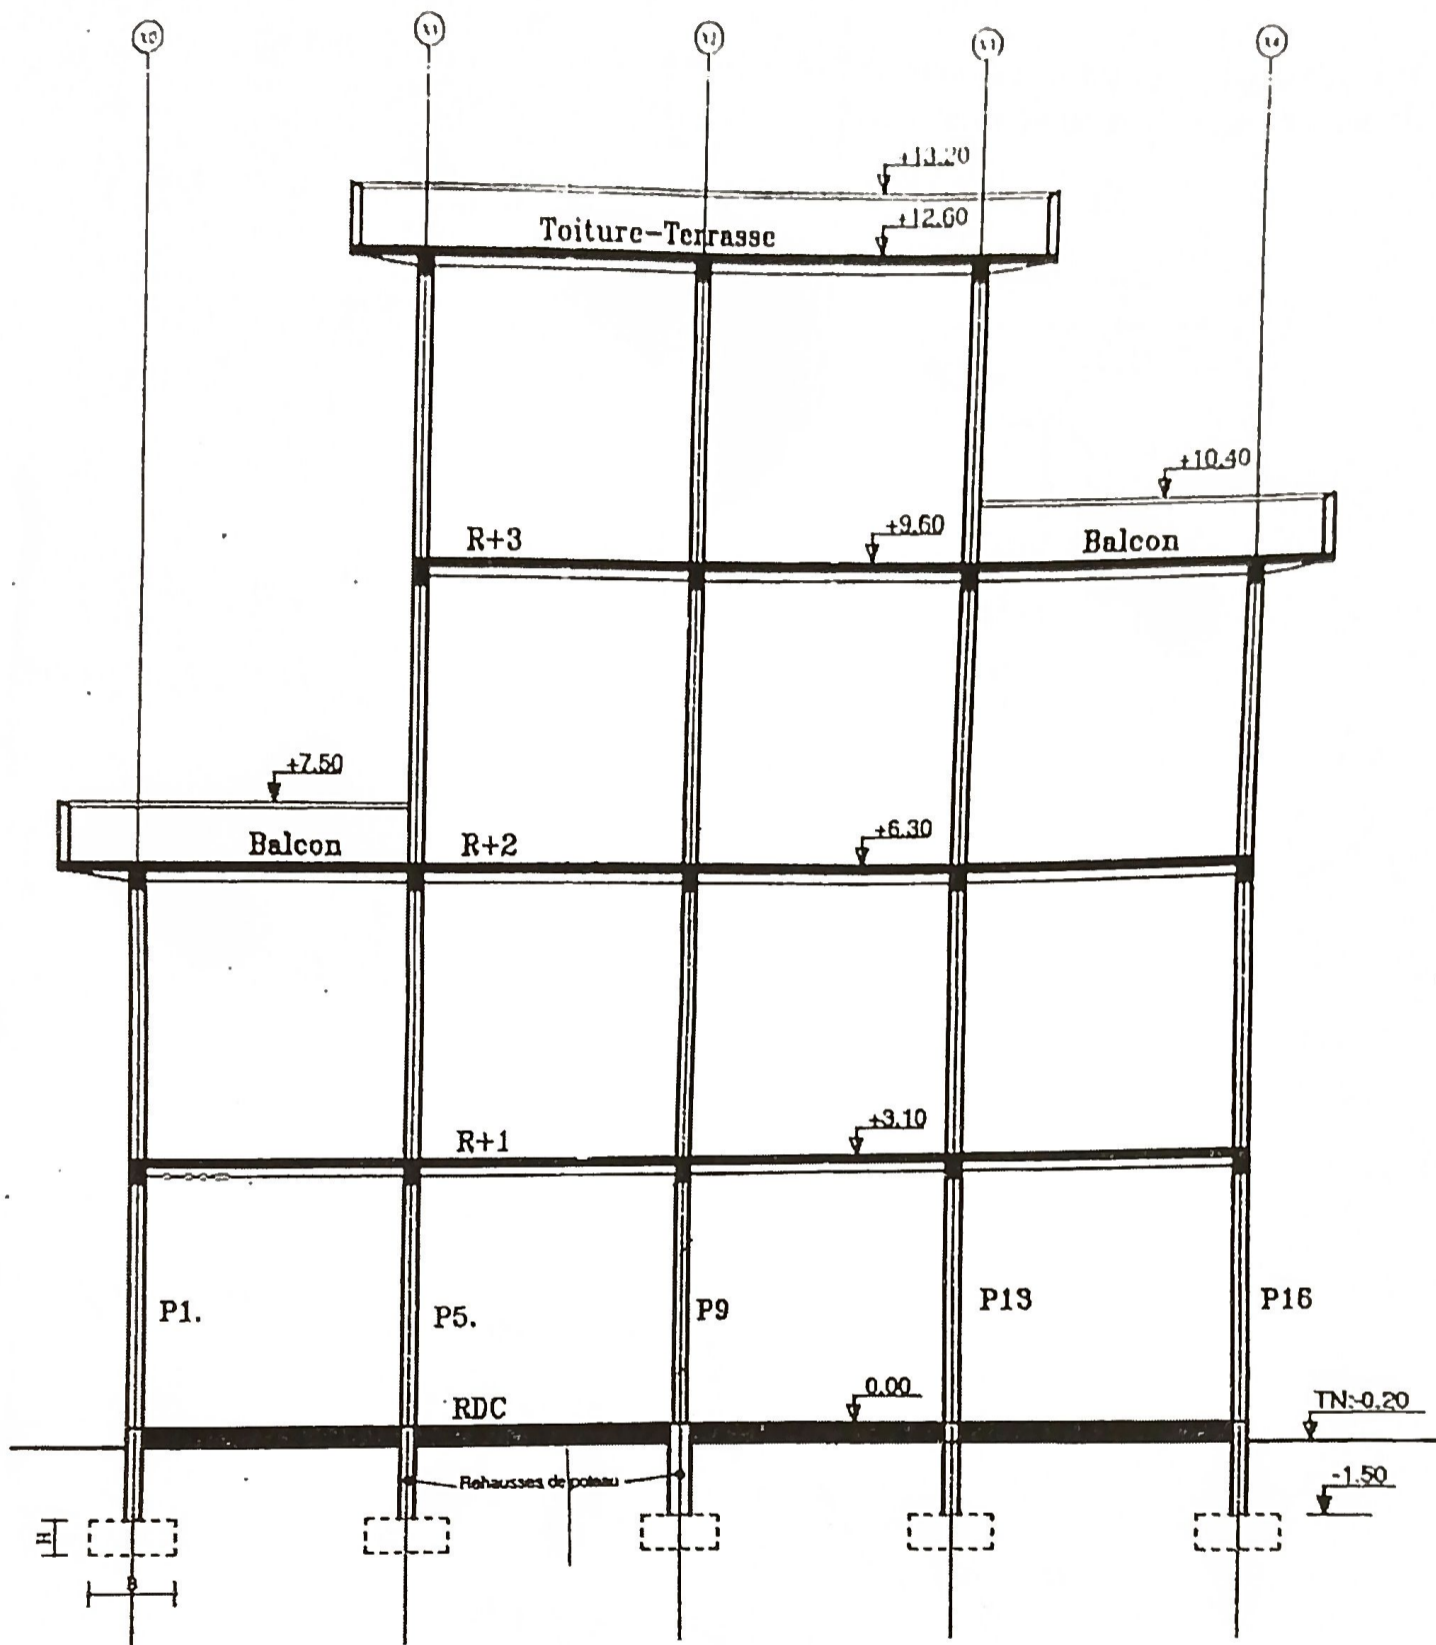 +13.20
+12.60
Toiture-Terrasse
+10.40
R+3
+9.60
Balcon
+7.50
Balcon
R+2
+6.30
R+1
+3.10
P1.
P5.
P9
P13
P16
RDC
0.00
TN:-0.20
Rehausses de poteau
-1.50
H
B